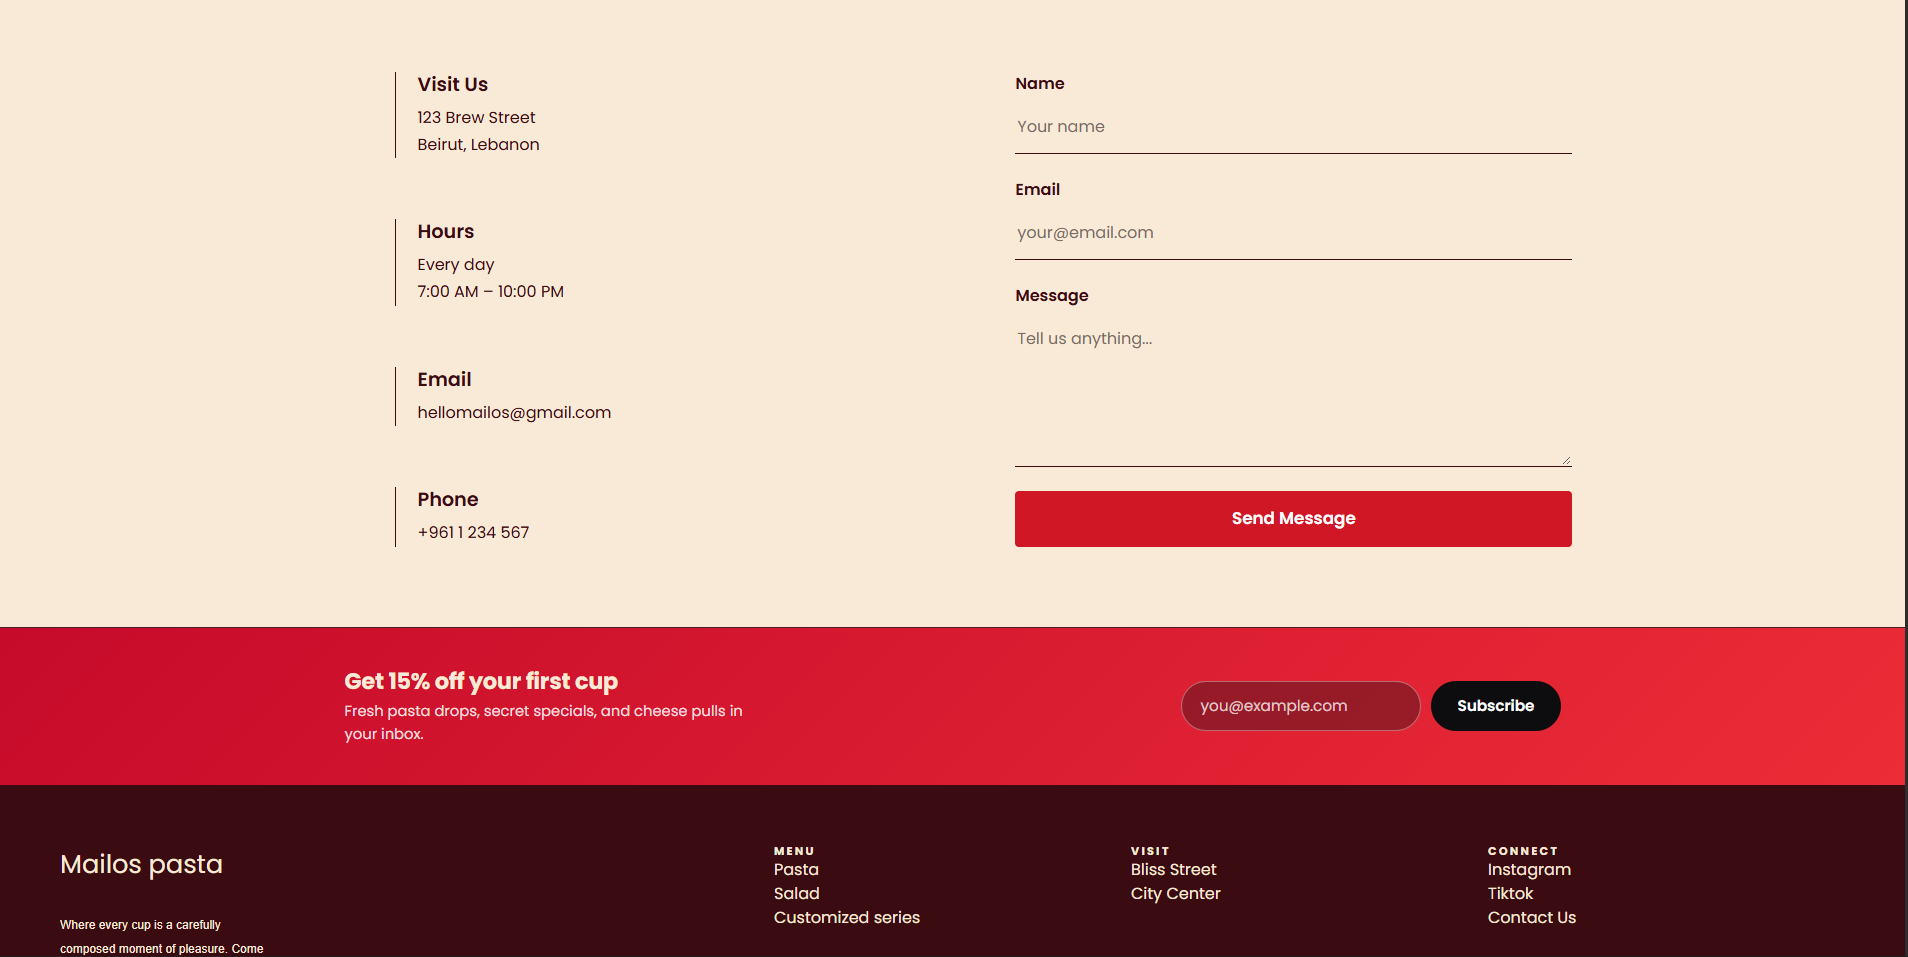 Visit Us
123 Brew Street
Beirut, Lebanon
Hours
Every day
7:00 AM – 10:00 PM
Email
hellomailos@gmail.com
Phone
+961 1 234 567
Name
Your name
Email
your@email.com
Message
Tell us anything...
Send Message
Get 15% off your first cup
Fresh pasta drops, secret specials, and cheese pulls in
your inbox.
you@example.com
Subscribe
Mailos pasta
Where every cup is a carefully
composed moment of pleasure. Come
MENU
Pasta
Salad
Customized series
VISIT
Bliss Street
City Center
CONNECT
Instagram
Tiktok
Contact Us